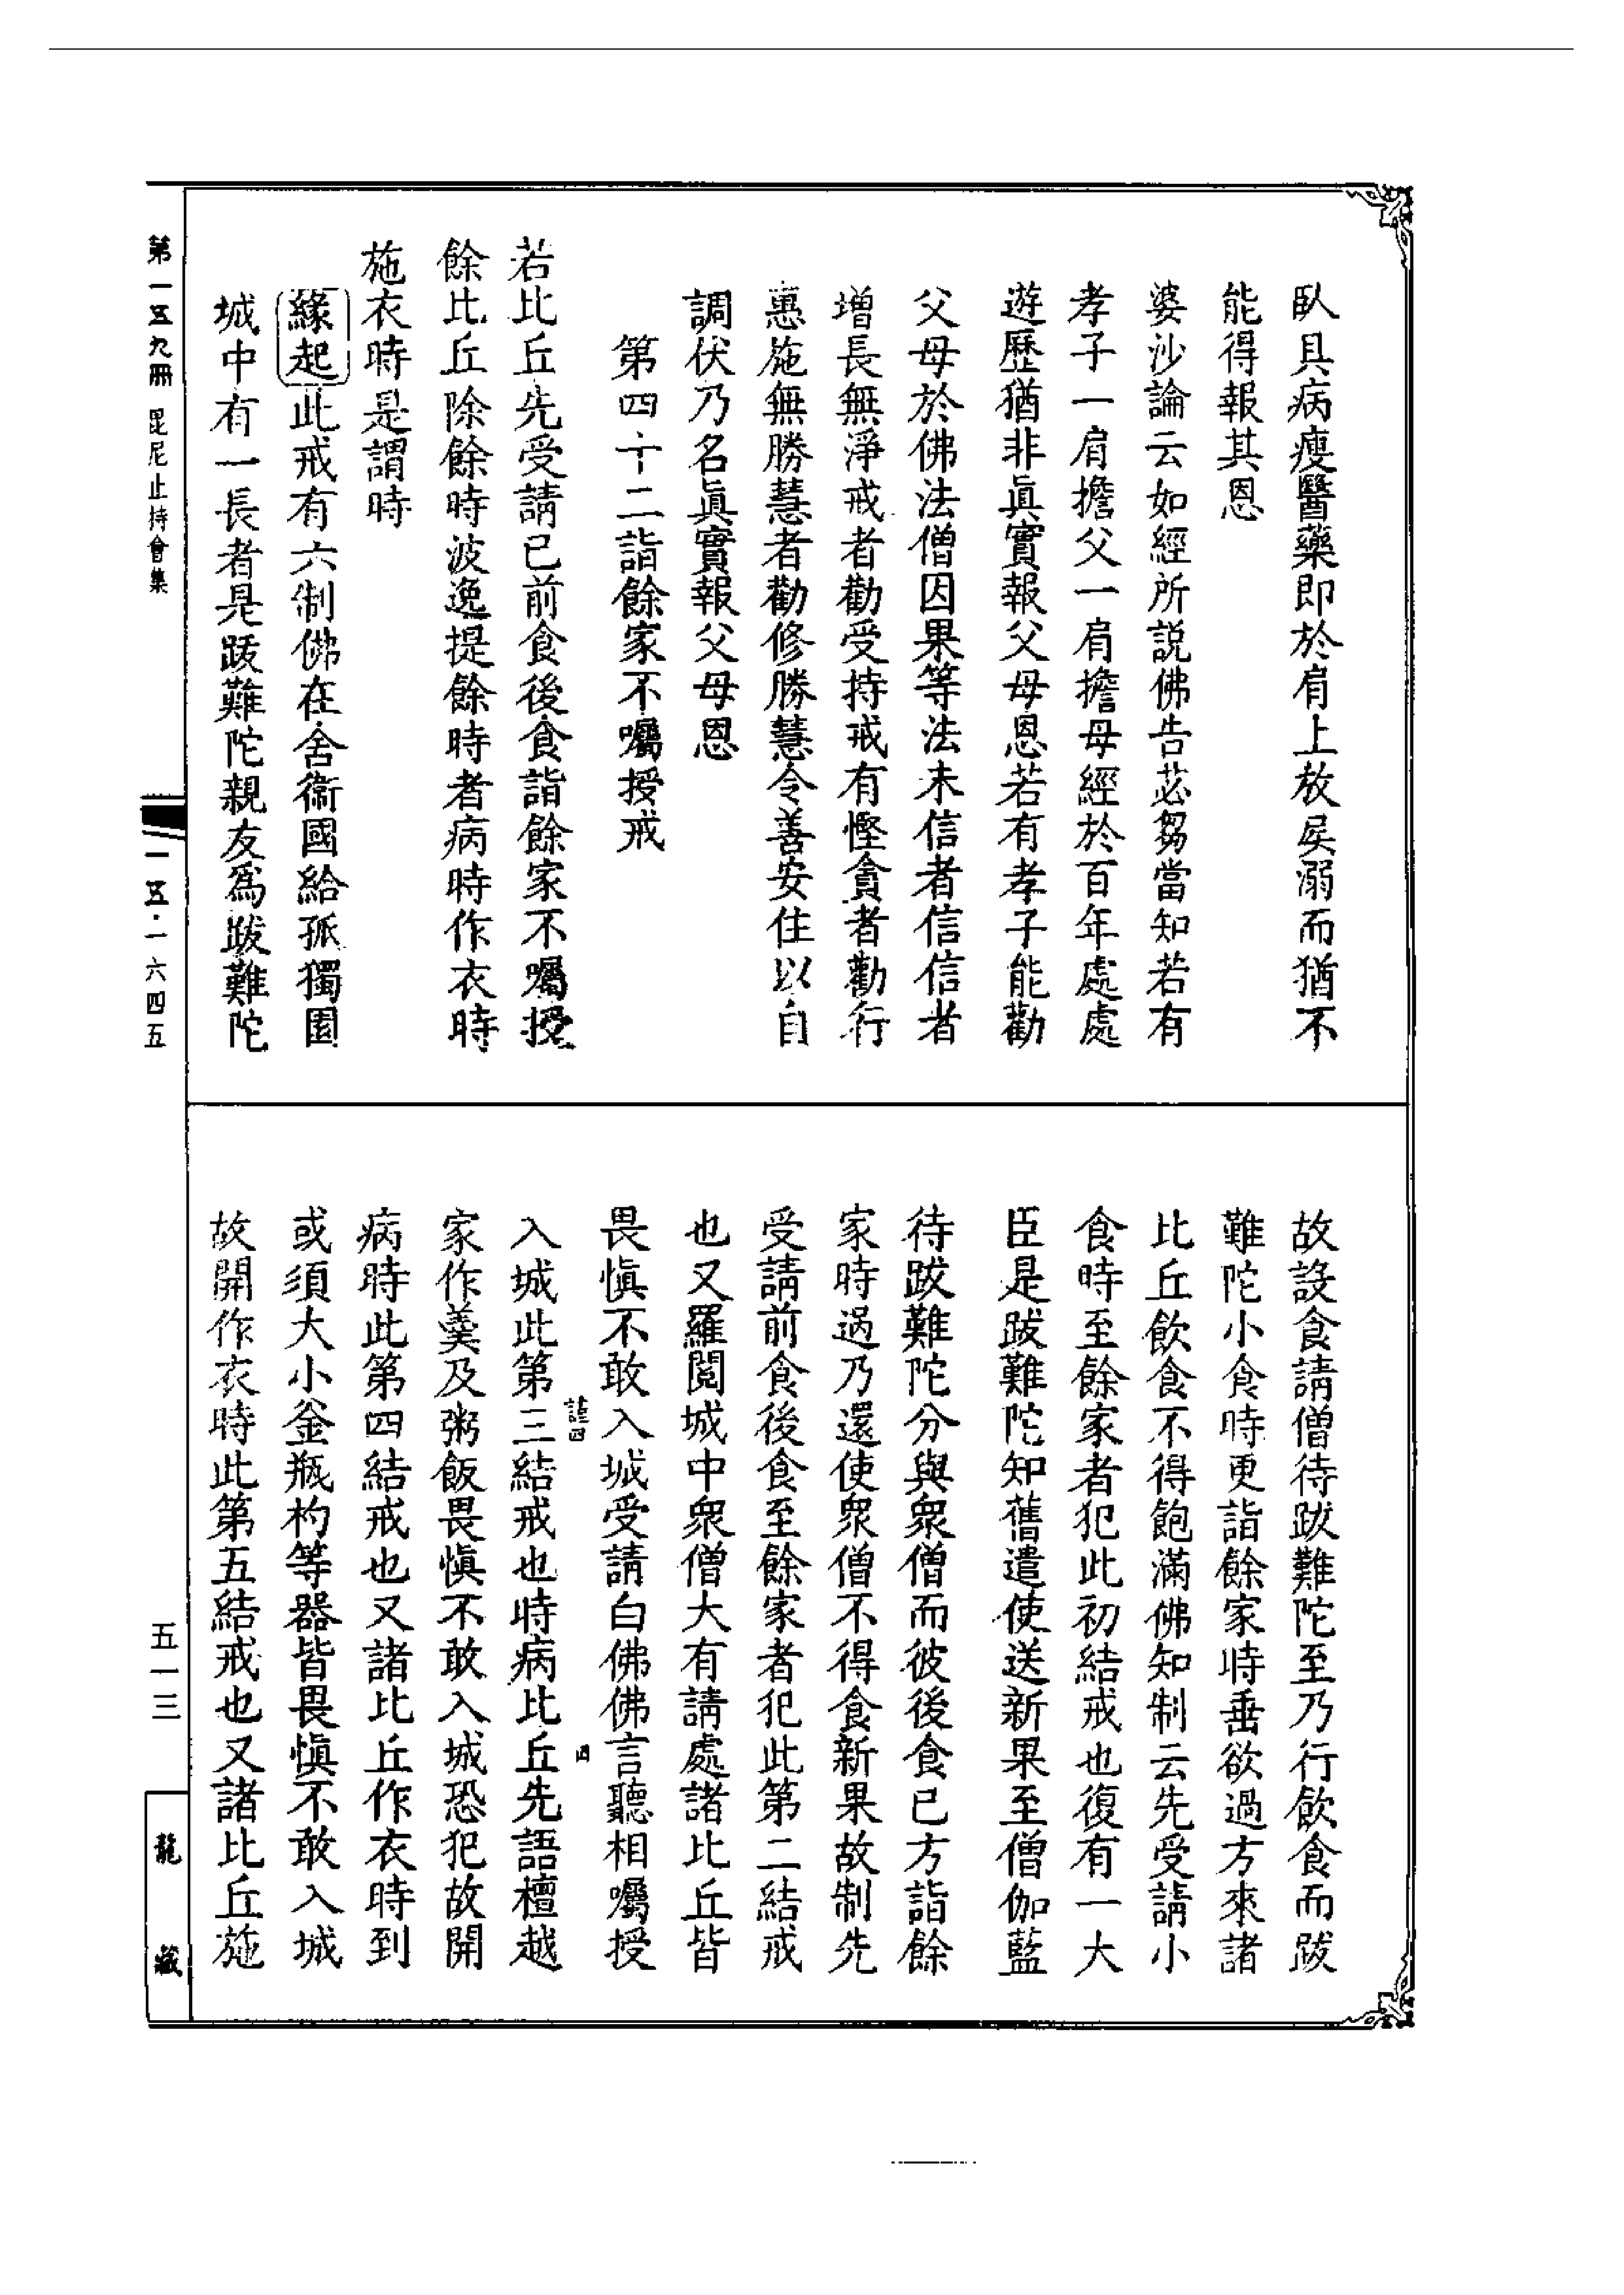 臥具病瘦醫藥即於肩上放屎溺而猶不
能得報其恩
婆沙論云如經所說佛告苾芻當知若有
孝子一肩擔父一肩擔母經於百年處處
遊歷猶非眞實報父母恩若有孝子能勸
父母於佛法僧因果等法未信者信信者
增長無淨戒者勸受持戒有慳貪者勸行
惠施無勝慧者勸修勝慧令善安住以自
調伏乃名眞實報父母恩
第四十二詣餘家不囑授戒
若比丘先受請已前食後食詣餘家不囑授
餘比丘除餘時波逸提餘時者病時作衣時
施衣時是謂時
緣起此戒有六制佛在舍衞國給孤獨園
城中有一長者是跋難陀親友爲跋難陀
故設食請僧待跋難陀至乃行飲食而跋
難陀小食時更詣餘家時垂欲過方來諸
比丘飲食不得飽滿佛知制云先受請小
食時至餘家者犯此初結戒也復有一大
臣是跋難陀知舊遣使送新果至僧伽藍
待跋難陀分與衆僧而彼後食已方詣餘
家時過乃還使衆僧不得食新果故制先
受請前食後食至餘家者犯此第二結戒
也又羅閱城中衆僧大有請處諸比丘皆
畏愼不敢入城受請白佛佛言聽相囑授
謹四
四
入城此第三結戒也時病比丘先語檀越
家作羹及粥飯畏愼不敢入城恐犯故開
病時此第四結戒也又諸比丘作衣時到
或須大小釜瓶杓等器皆畏愼不敢入城
故開作衣時此第五結戒也又諸比丘施
第一五九冊 毘尼止持會集
一五·一六四五
五一三
龍藏